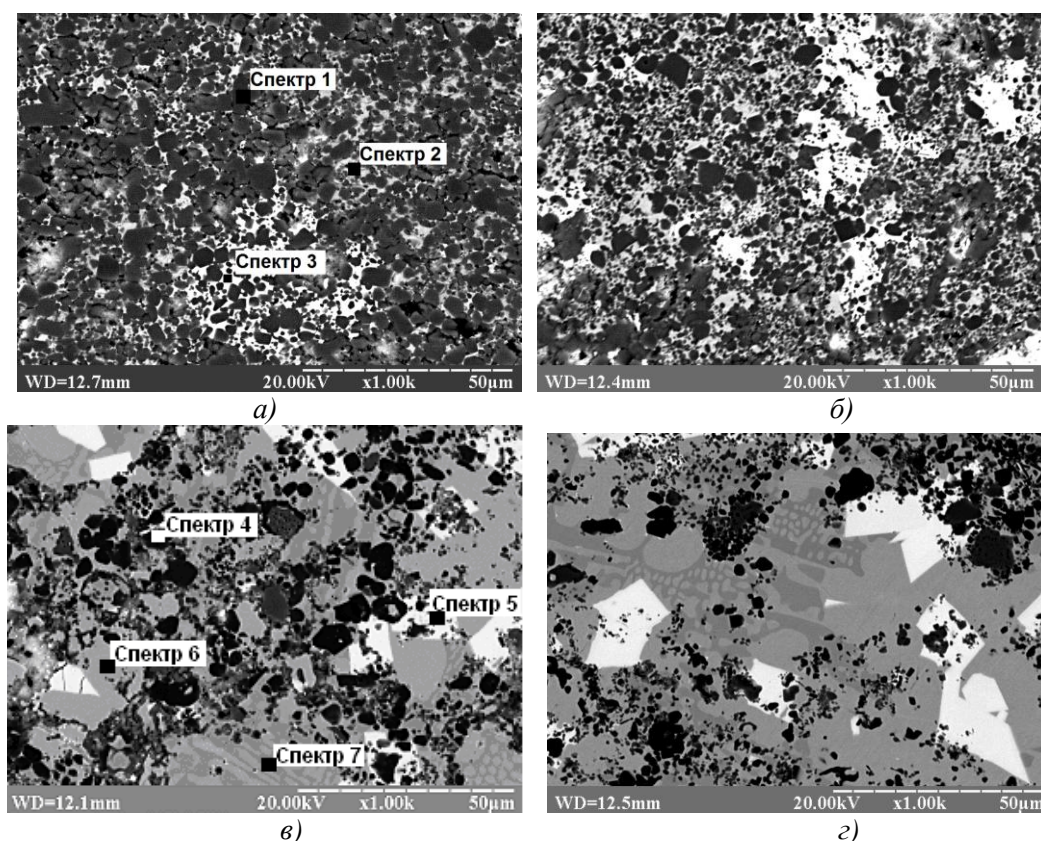 Спектр 1
Спектр 2
Спектр 3
WD=12.7mm 20.00kV x1.00k 50µm
WD=12.4mm 20.00kV x1.00k 50µm
а) б)
Спектр 4
Спектр 5
Спектр 6
Спектр 7
WD=12.1mm 20.00kV x1.00k 50µm
WD=12.5mm 20.00kV x1.00k 50µm
в) г)